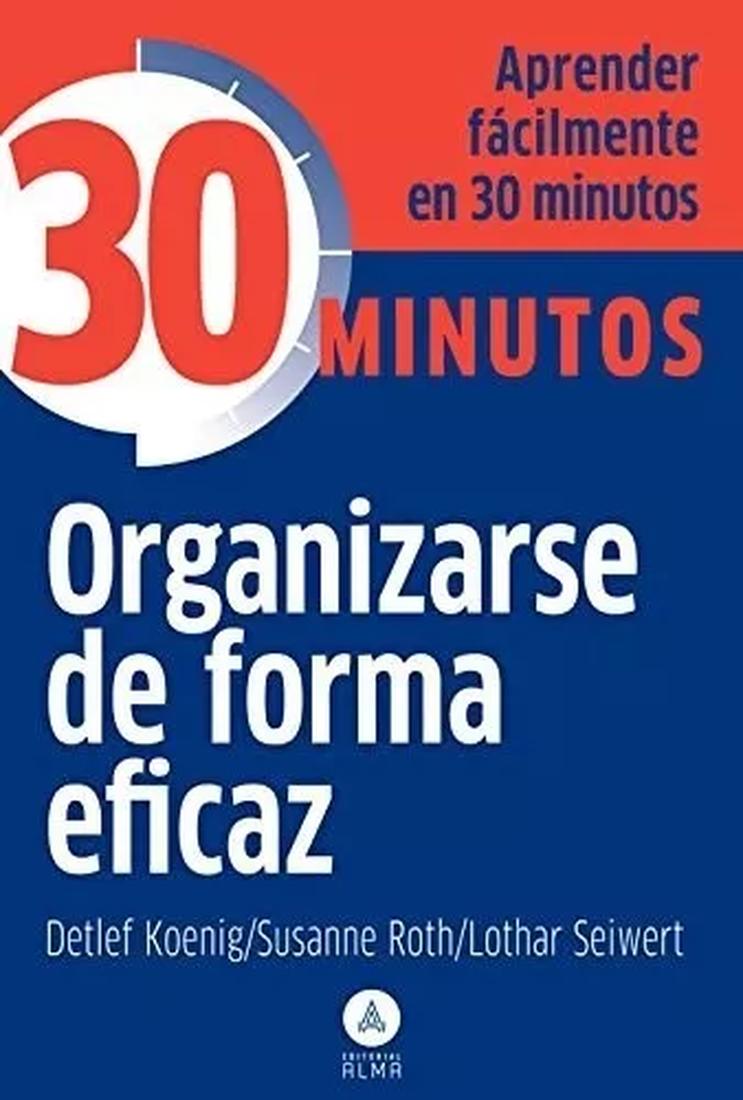 Aprender
fácilmente
en 30 minutos
30
MINUTOS
Organizarse
de forma
eficaz
Detlef Koenig/Susanne Roth/Lothar Seiwert
EDITORIAL
ALMA